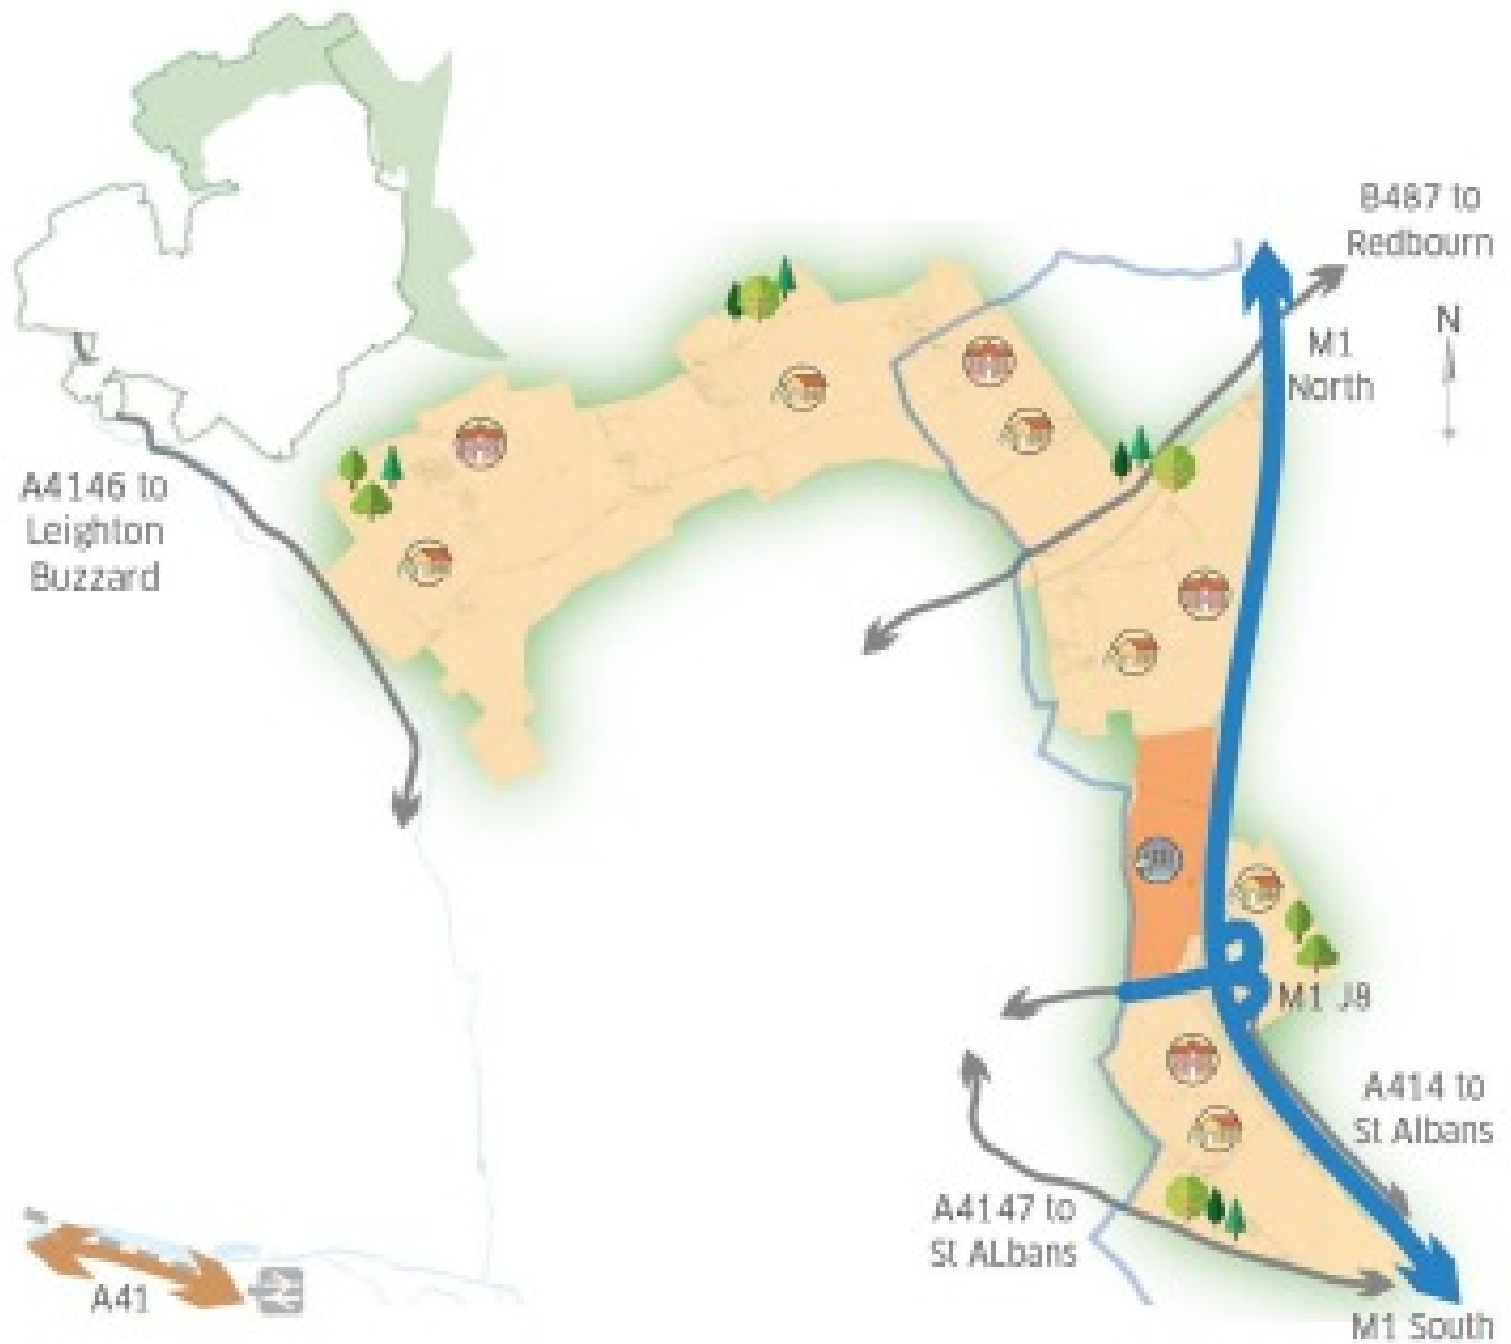 B487 to
Redbourn
N
M1
North
A4146 to
Leighton
Buzzard
M1 J8
A414 to
St Albans
A4147 to
St ALbans
A41
M1 South